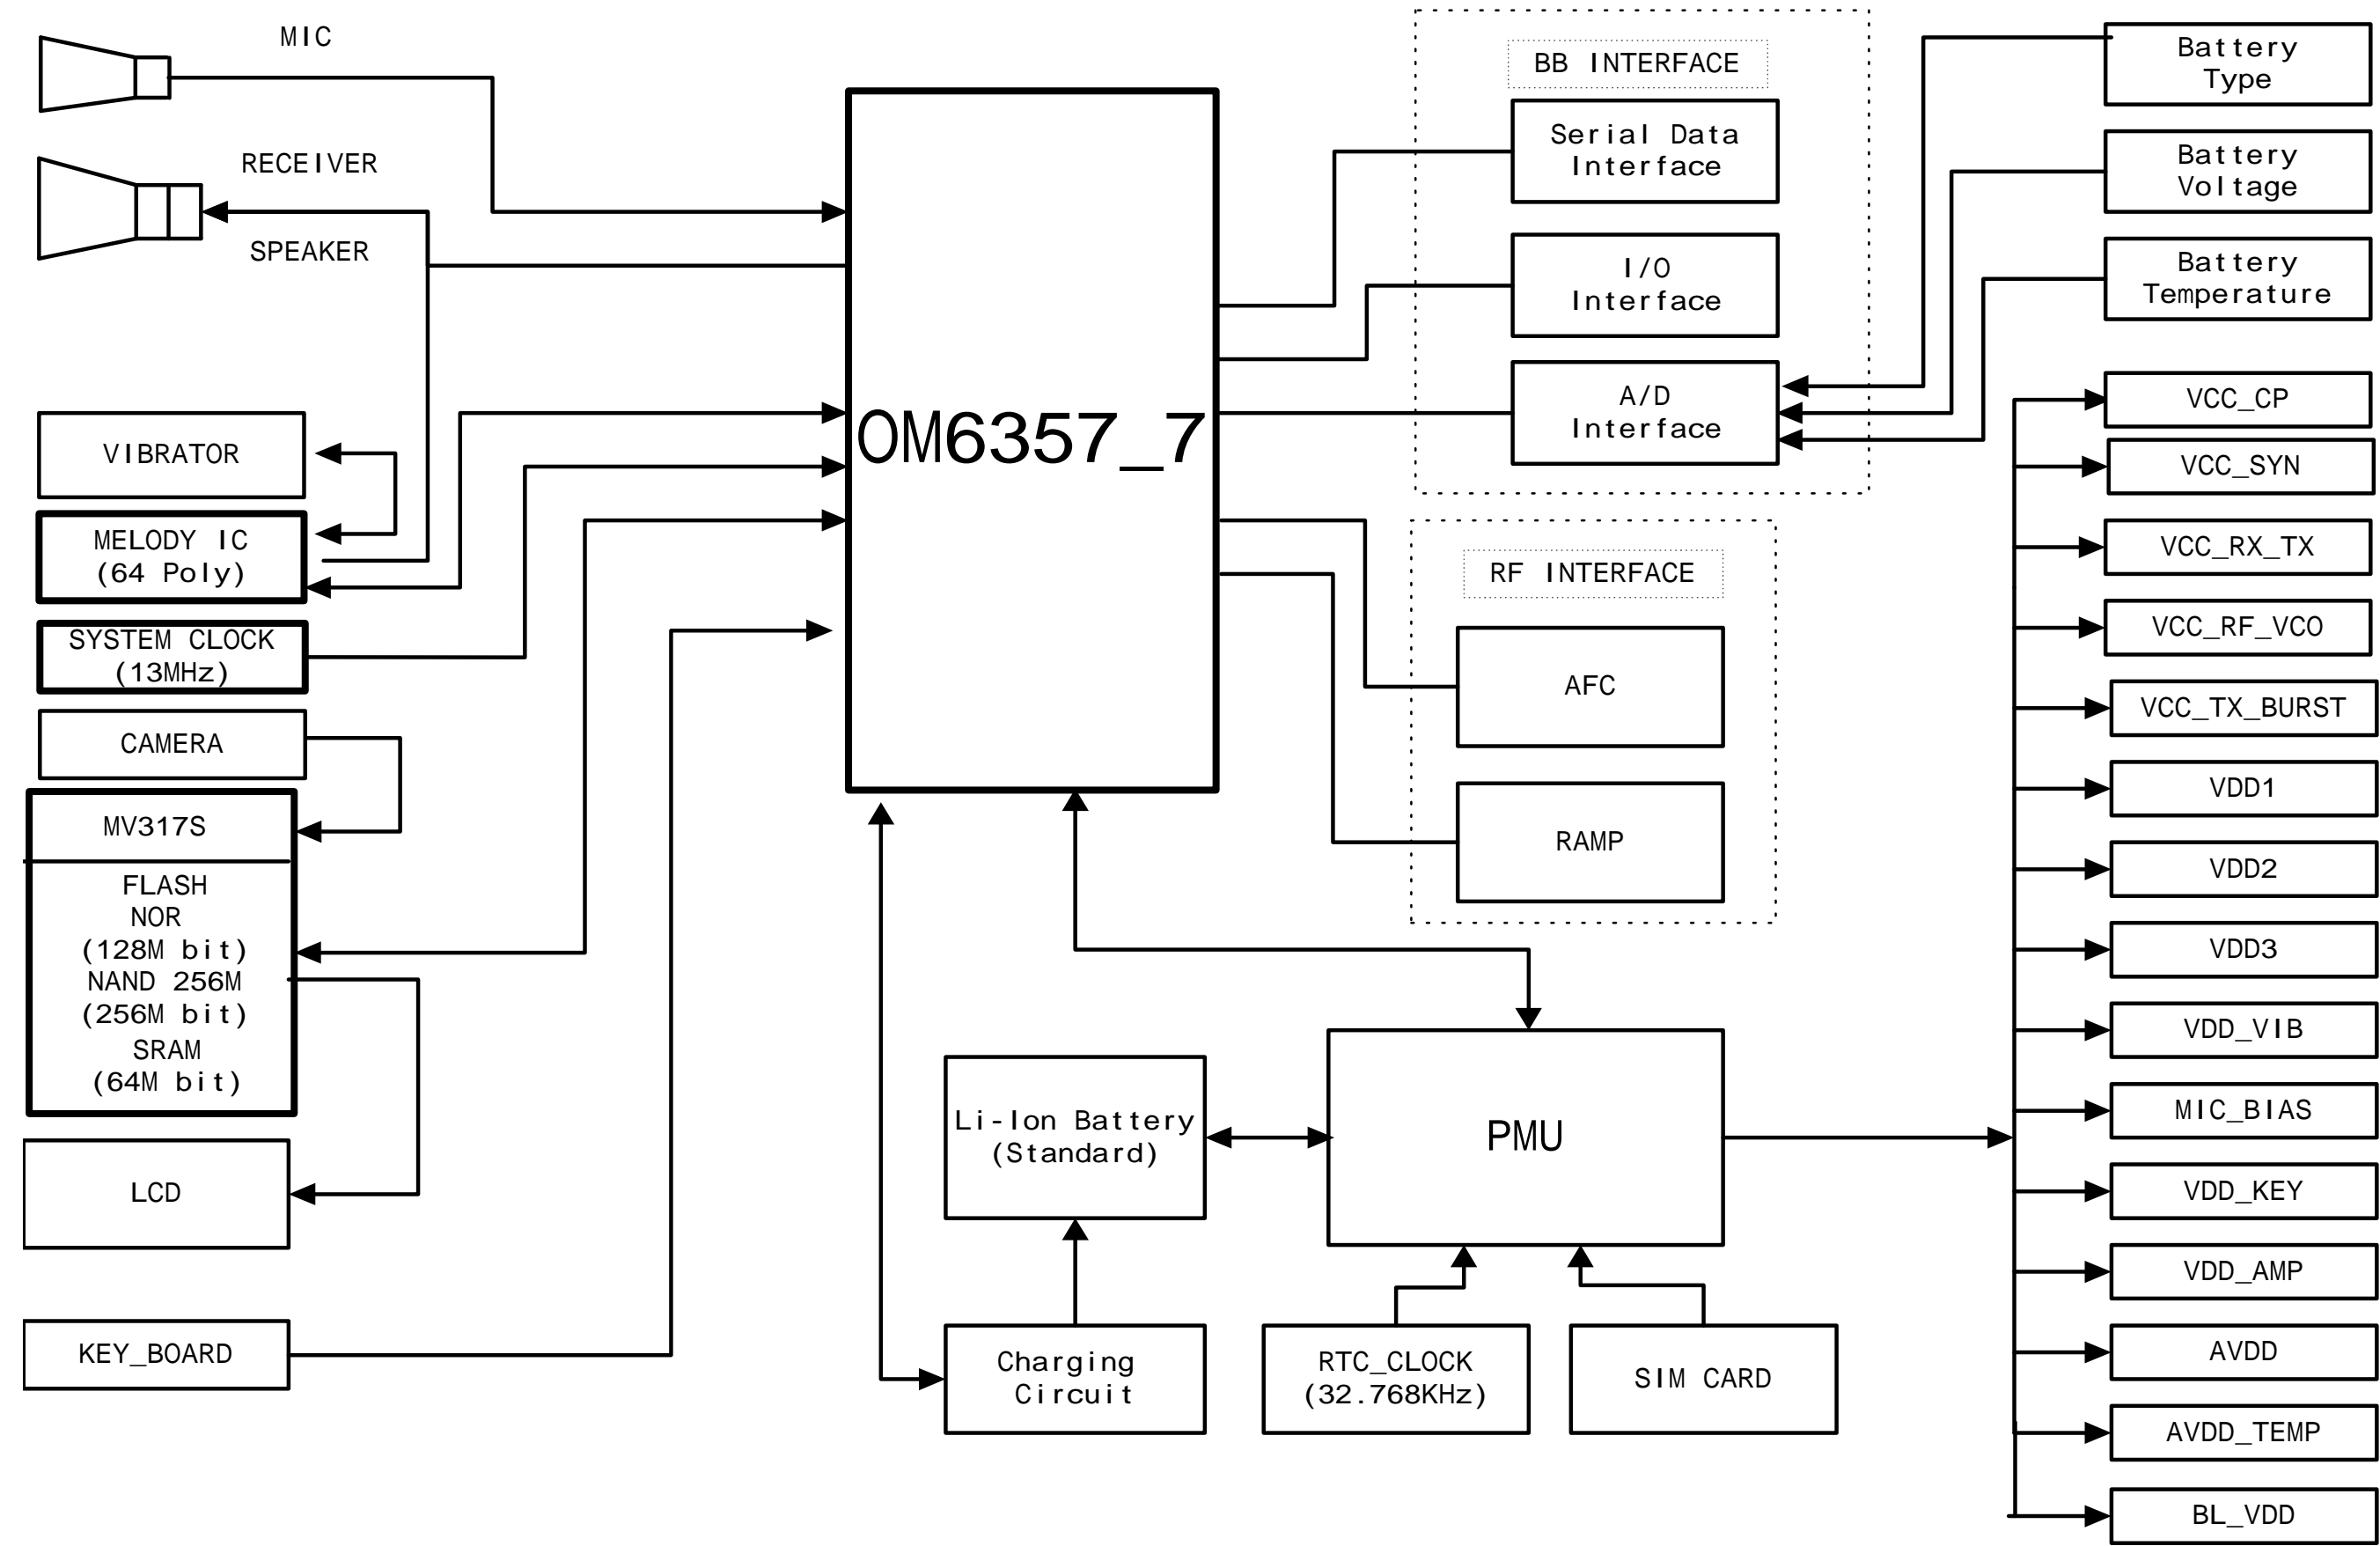 MIC
RECEIVER
SPEAKER
VIBRATOR
MELODY IC
(64 Poly)
SYSTEM CLOCK
(13MHz)
CAMERA
MV317S
FLASH
NOR
(128M bit)
NAND 256M
(256M bit)
SRAM
(64M bit)
LCD
KEY_BOARD
OM6357_7
BB INTERFACE
Serial Data
Interface
I/O
Interface
A/D
Interface
RF INTERFACE
AFC
RAMP
Li-Ion Battery
(Standard)
PMU
Charging
Circuit
RTC_CLOCK
(32.768KHz)
SIM CARD
Battery
Type
Battery
Voltage
Battery
Temperature
VCC_CP
VCC_SYN
VCC_RX_TX
VCC_RF_VCO
VCC_TX_BURST
VDD1
VDD2
VDD3
VDD_VIB
MIC_BIAS
VDD_KEY
VDD_AMP
AVDD
AVDD_TEMP
BL_VDD